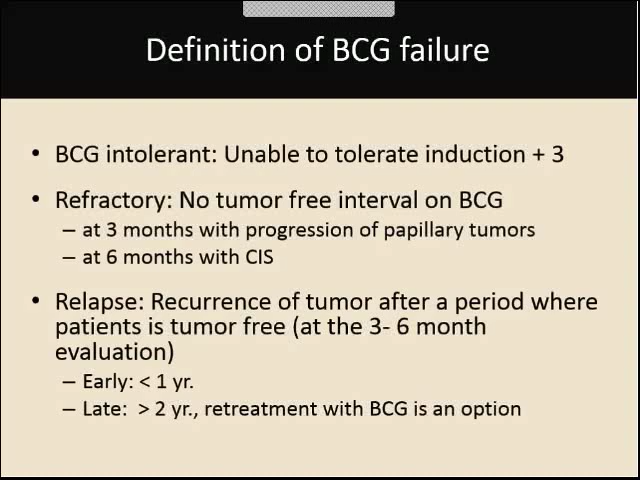 Definition of BCG failure
• BCG intolerant: Unable to tolerate induction + 3
• Refractory: No tumor free interval on BCG
– at 3 months with progression of papillary tumors
– at 6 months with CIS
• Relapse: Recurrence of tumor after a period where
patients is tumor free (at the 3- 6 month
evaluation)
– Early: < 1 yr.
– Late:  > 2 yr., retreatment with BCG is an option